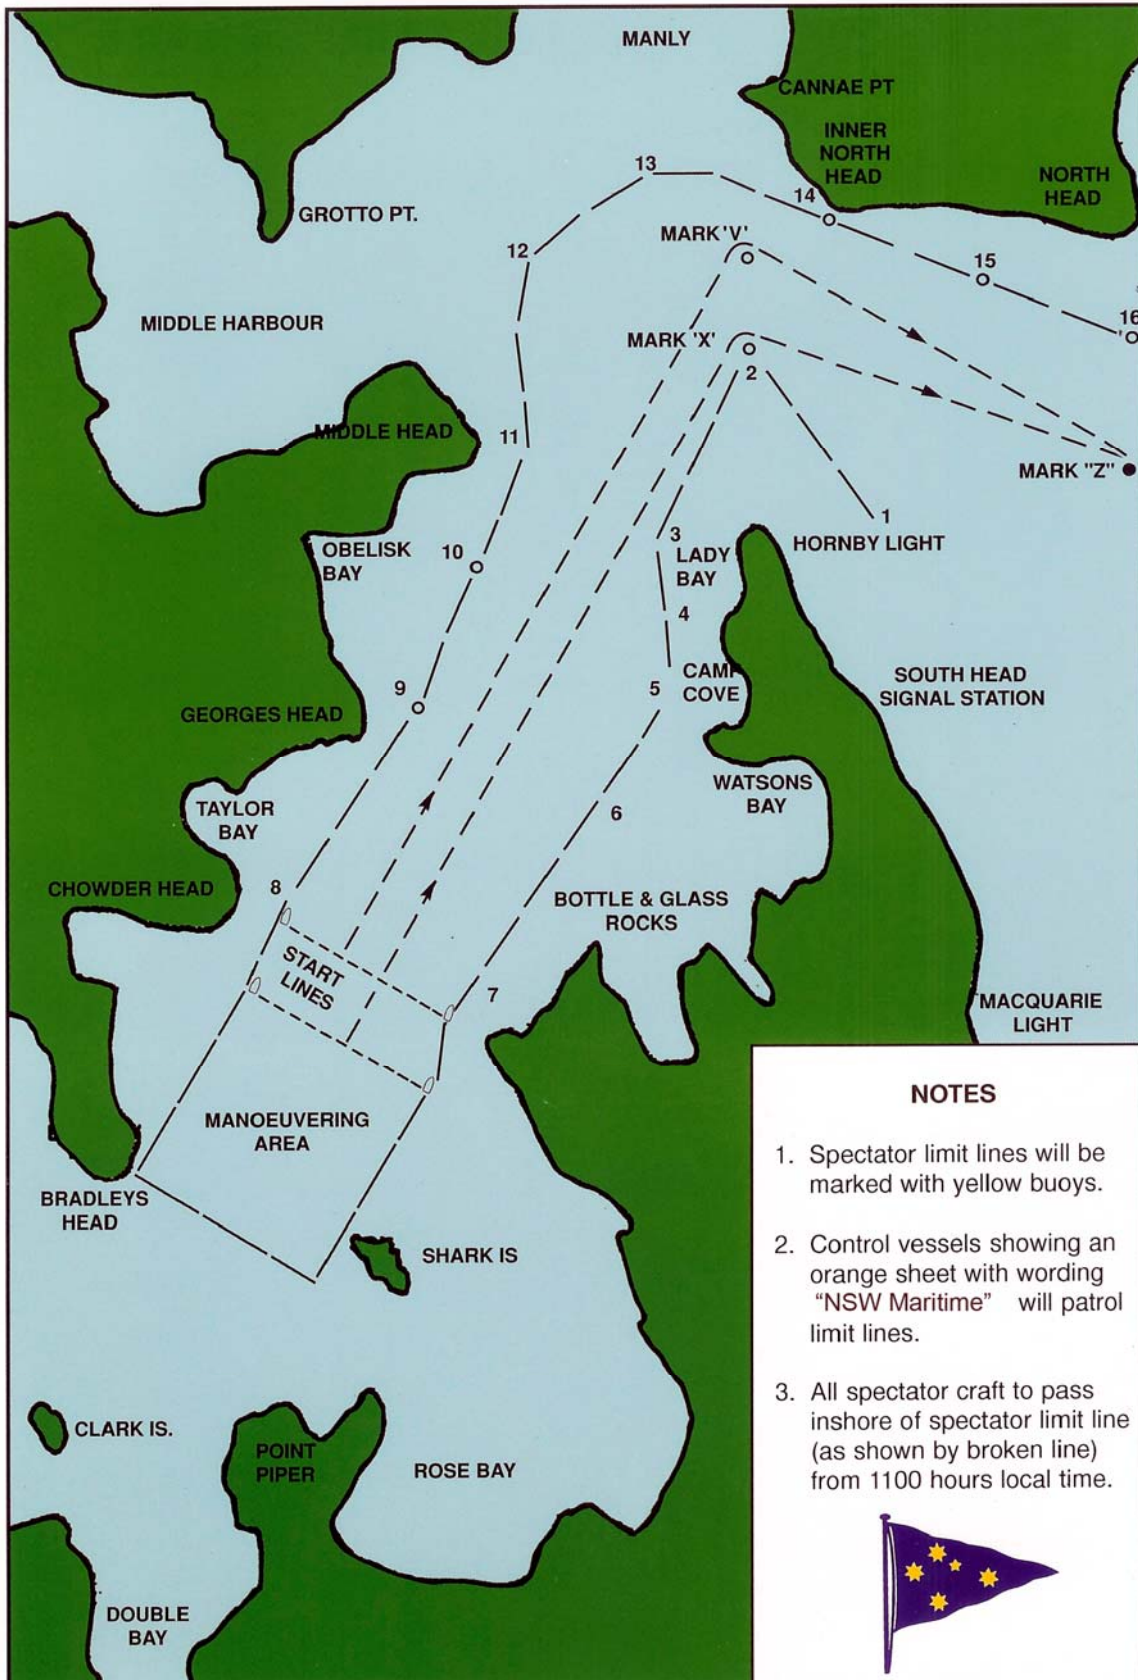 MANLY
CANNAE PT
INNER
NORTH
HEAD
NORTH
HEAD
13
14
GROTTO PT.
MARK 'V'
12
15
MIDDLE HARBOUR
16
MARK 'X'
2
MIDDLE HEAD
11
MARK "Z"
1
HORNBY LIGHT
OBELISK
BAY
10
3
LADY
BAY
4
CAMP
COVE
5
9
SOUTH HEAD
SIGNAL STATION
GEORGES HEAD
WATSONS
BAY
TAYLOR
BAY
6
CHOWDER HEAD
8
BOTTLE & GLASS
ROCKS
START
LINES
7
MACQUARIE
LIGHT
MANOEUVERING
AREA
BRADLEYS
HEAD
SHARK IS
CLARK IS.
POINT
PIPER
ROSE BAY
DOUBLE
BAY
NOTES
1. Spectator limit lines will be
marked with yellow buoys.
2. Control vessels showing an
orange sheet with wording
“NSW Maritime” will patrol
limit lines.
3. All spectator craft to pass
inshore of spectator limit line
(as shown by broken line)
from 1100 hours local time.